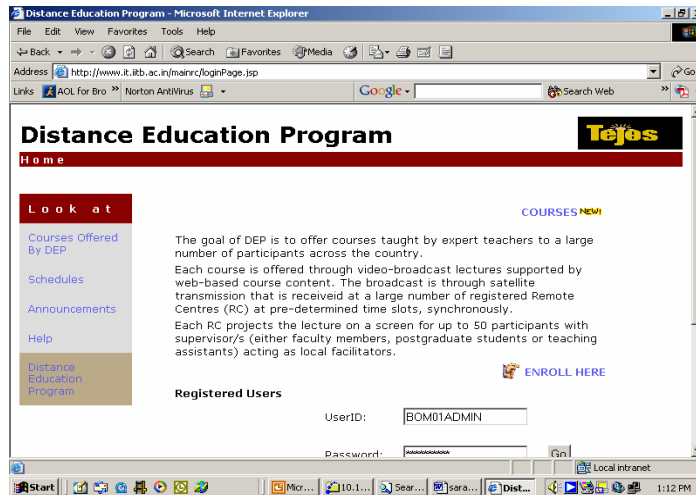 Distance Education Program - Microsoft Internet Explorer
File Edit View Favorites Tools Help
Back Search Favorites Media
Address http://www.it.iitb.ac.in/mainrc/loginPage.jsp Go
Links AOL for Bro » Norton AntiVirus Google Search Web »
Distance Education Program
Tejas
Home
Look at
COURSES NEW!
Courses Offered
By DEP
Schedules
Announcements
Help
Distance
Education
Program
The goal of DEP is to offer courses taught by expert teachers to a large
number of participants across the country.
Each course is offered through video-broadcast lectures supported by
web-based course content. The broadcast is through satellite
transmission that is receiveid at a large number of registered Remote
Centres (RC) at pre-determined time slots, synchronously.
Each RC projects the lecture on a screen for up to 50 participants with
supervisor/s (either faculty members, postgraduate students or teaching
assistants) acting as local facilitators.
ENROLL HERE
Registered Users
UserID: BOM01ADMIN
Password: ********** Go
Local intranet
Start Micr... 10.1... Sear... sara... Dist... 1:12 PM